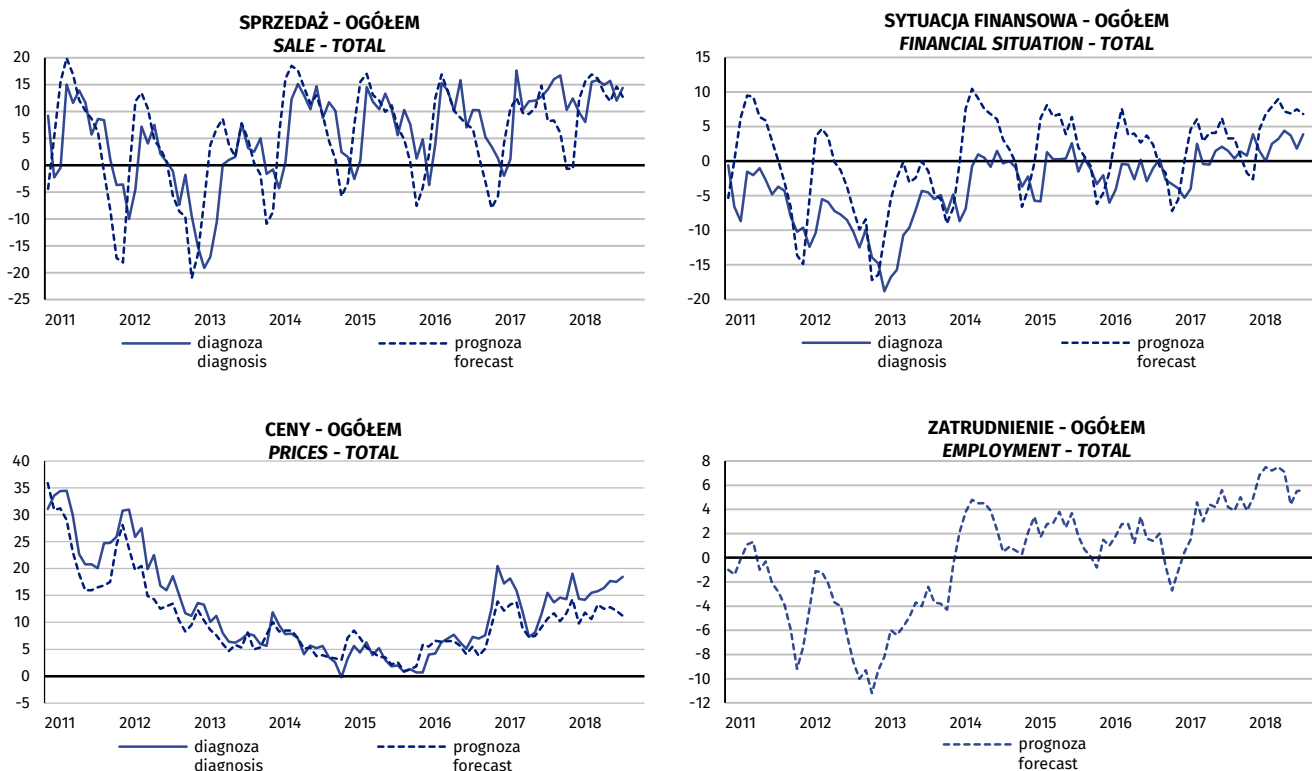 SPRZEDAŻ - OGÓŁEM
SALE - TOTAL
20
15
10
5
0
-5
-10
-15
-20
-25
2011 2012 2013 2014 2015 2016 2017 2018
diagnoza prognoza
diagnosis forecast
SYTUACJA FINANSOWA - OGÓŁEM
FINANCIAL SITUATION - TOTAL
15
10
5
0
-5
-10
-15
-20
2011 2012 2013 2014 2015 2016 2017 2018
diagnoza prognoza
diagnosis forecast
CENY - OGÓŁEM
PRICES - TOTAL
40
35
30
25
20
15
10
5
0
-5
2011 2012 2013 2014 2015 2016 2017 2018
diagnoza prognoza
diagnosis forecast
ZATRUDNIENIE - OGÓŁEM
EMPLOYMENT - TOTAL
8
6
4
2
0
-2
-4
-6
-8
-10
-12
2011 2012 2013 2014 2015 2016 2017 2018
prognoza
forecast